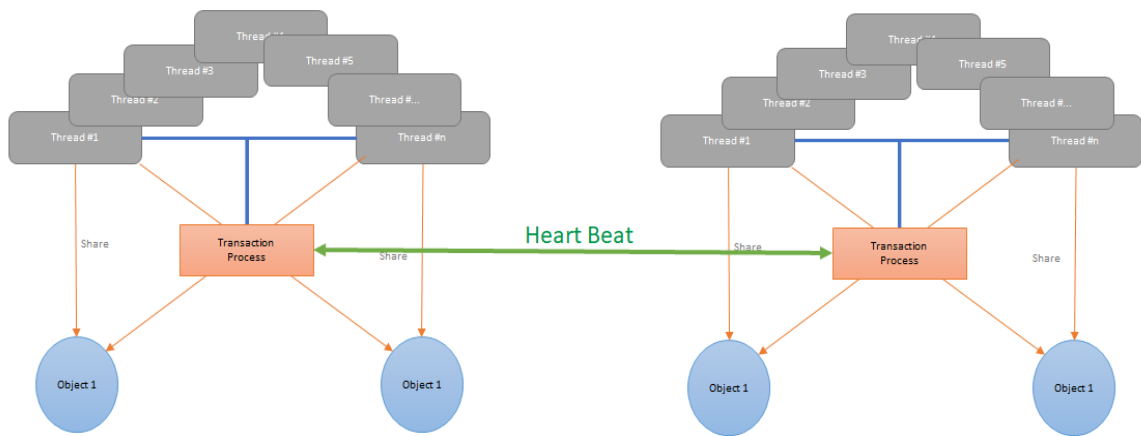 Thread #5
Thread #3
Thread #...
Thread #2
Thread #1
Thread #n
Share
Transaction
Process
Share
Object 1
Object 1
Heart Beat
Thread #5
Thread #3
Thread #...
Thread #2
Thread #1
Thread #n
Share
Transaction
Process
Share
Object 1
Object 1